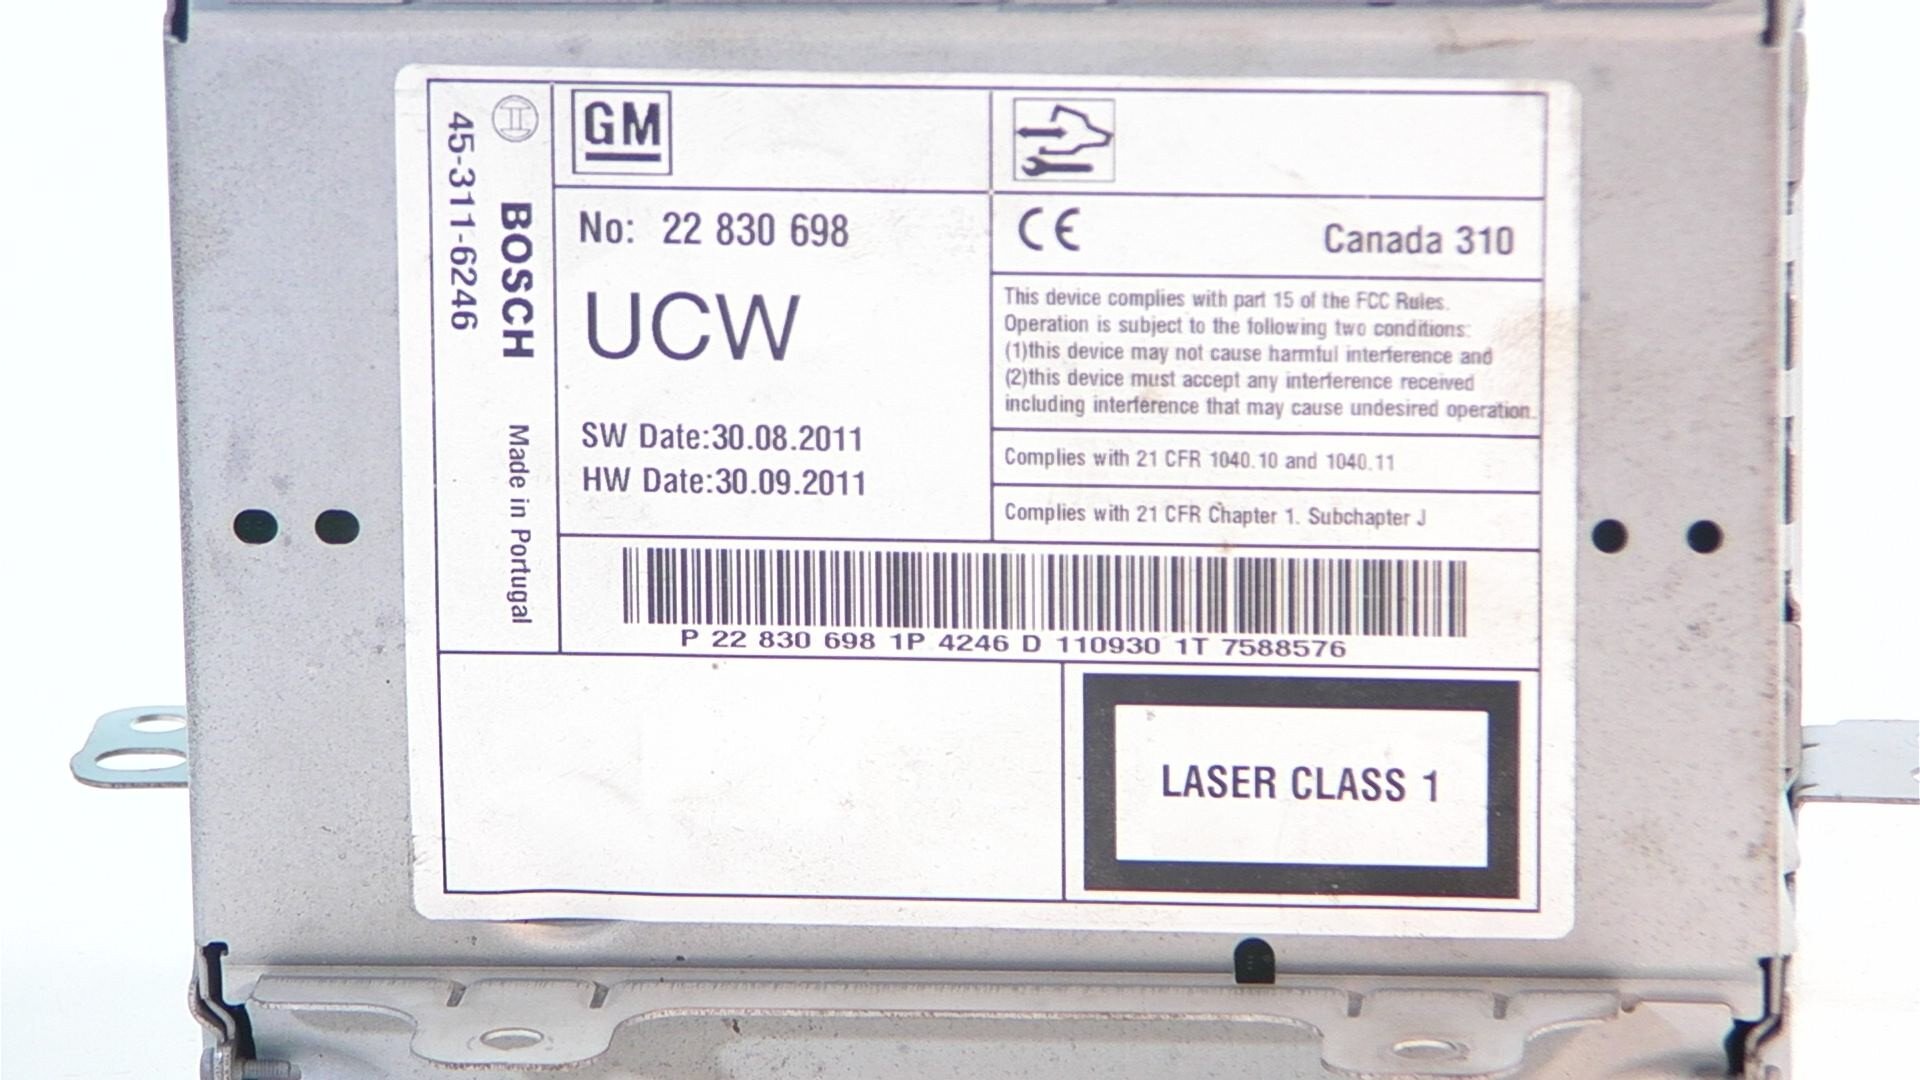 GM
No: 22 830 698
UCW
SW Date:30.08.2011
HW Date:30.09.2011
CE
Canada 310
This device complies with part 15 of the FCC Rules.
Operation is subject to the following two conditions:
(1)this device may not cause harmful interference and
(2)this device must accept any interference received
including interference that may cause undesired operation.
Complies with 21 CFR 1040.10 and 1040.11
Complies with 21 CFR Chapter 1. Subchapter J
P 22 830 698 1P 4246 D 110930 1T 7588576
LASER CLASS 1
BOSCH Made in Portugal
45-311-6246